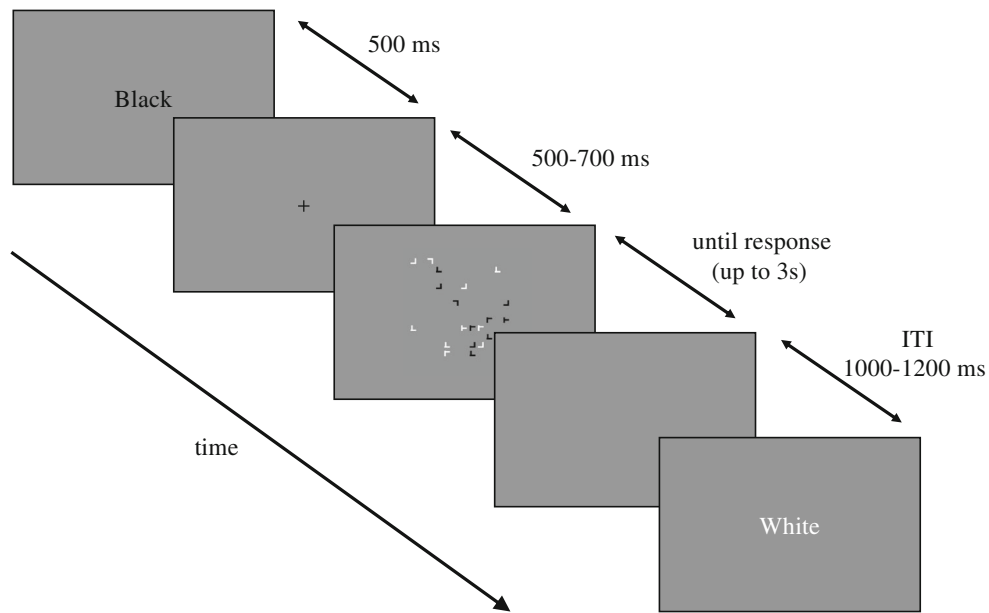 500 ms
Black
500-700 ms
+
until response
(up to 3s)
ITI
1000-1200 ms
time
White